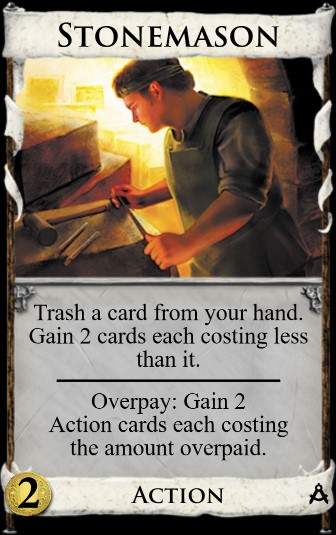 STONEMASON
Trash a card from your hand.
Gain 2 cards each costing less
than it.
Overpay: Gain 2
Action cards each costing
the amount overpaid.
2
ACTION